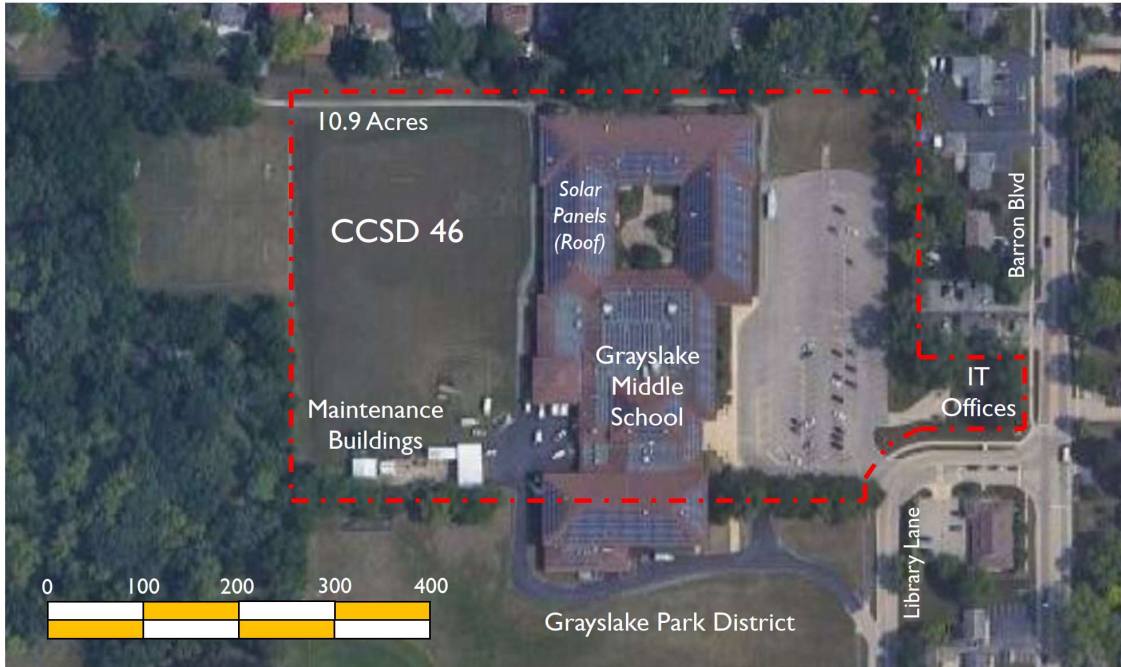 10.9 Acres
CCSD 46
Solar
Panels
(Roof)
Barron Blvd
Grayslake
Middle
School
IT
Offices
Maintenance
Buildings
Library Lane
0 100 200 300 400
Grayslake Park District